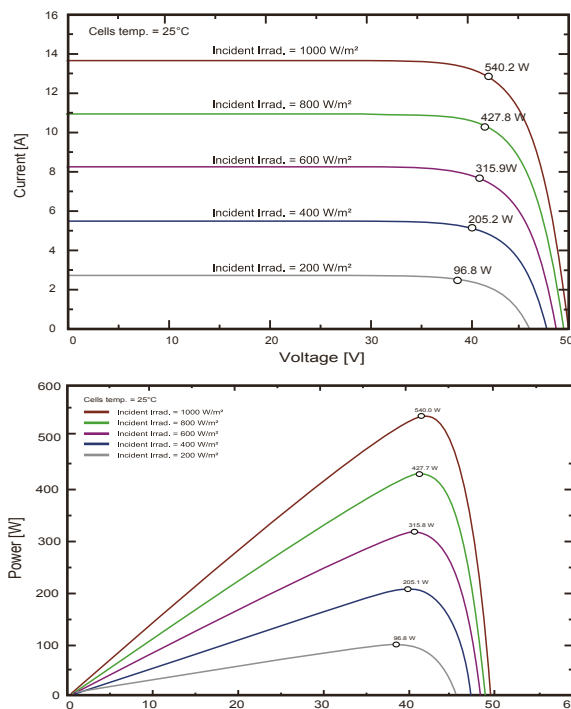 16
Cells temp. = 25°C
14
Incident Irrad. = 1000 W/m²
540.2 W
12
Incident Irrad. = 800 W/m²
427.8 W
10
Current [A]
8
Incident Irrad. = 600 W/m²
315.9W
6
Incident Irrad. = 400 W/m²
205.2 W
4
Incident Irrad. = 200 W/m²
96.8 W
2
0
0 10 20 30 40 50
Voltage [V]
600
Cells temp. = 25°C
Incident Irrad. = 1000 W/m²
Incident Irrad. = 800 W/m²
Incident Irrad. = 600 W/m²
Incident Irrad. = 400 W/m²
Incident Irrad. = 200 W/m²
540.0 W
500
427.7 W
400
Power [W]
300
315.8 W
200
205.1 W
100
96.8 W
0
0 10 20 30 40 50 60